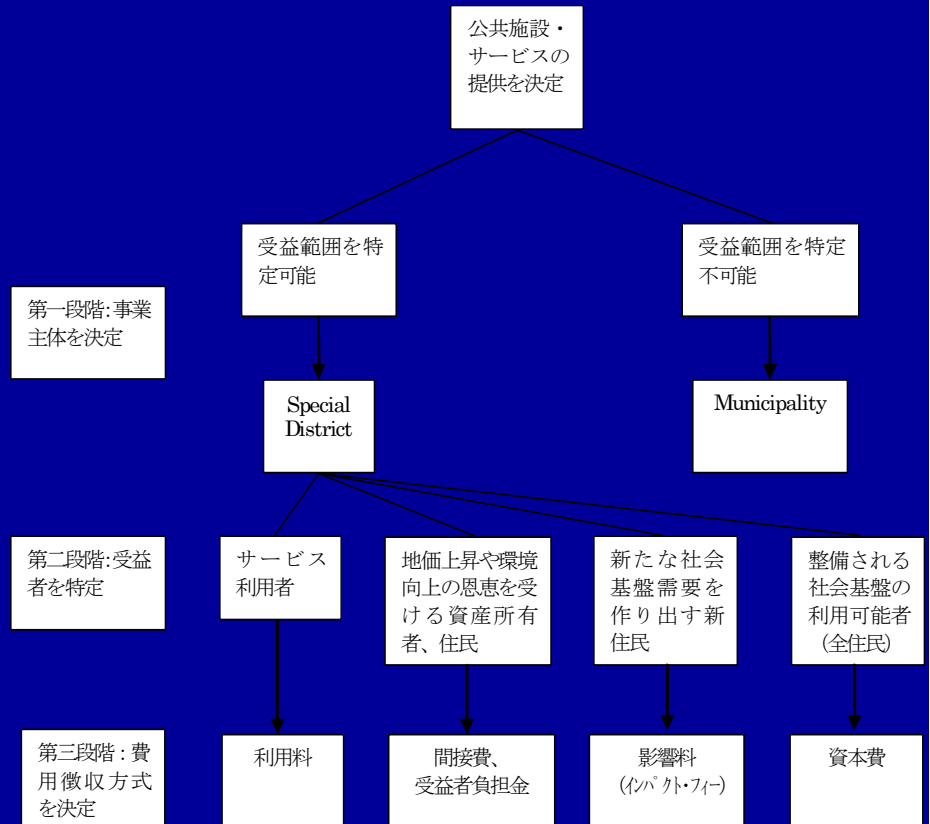 公共施設・
サービスの
提供を決定
受益範囲を特
定可能
受益範囲を特定
不可能
第一段階:事業
主体を決定
Special
District
Municipality
第二段階:受益
者を特定
サービス
利用者
地価上昇や環境
向上の恩恵を受
ける資産所有
者、住民
新たな社会
基盤需要を
作り出す新
住民
整備される
社会基盤の
利用可能者
(全住民)
第三段階:費
用徴収方式
を決定
利用料
間接費、
受益者負担金
影響料
(インパクト・フィー)
資本費